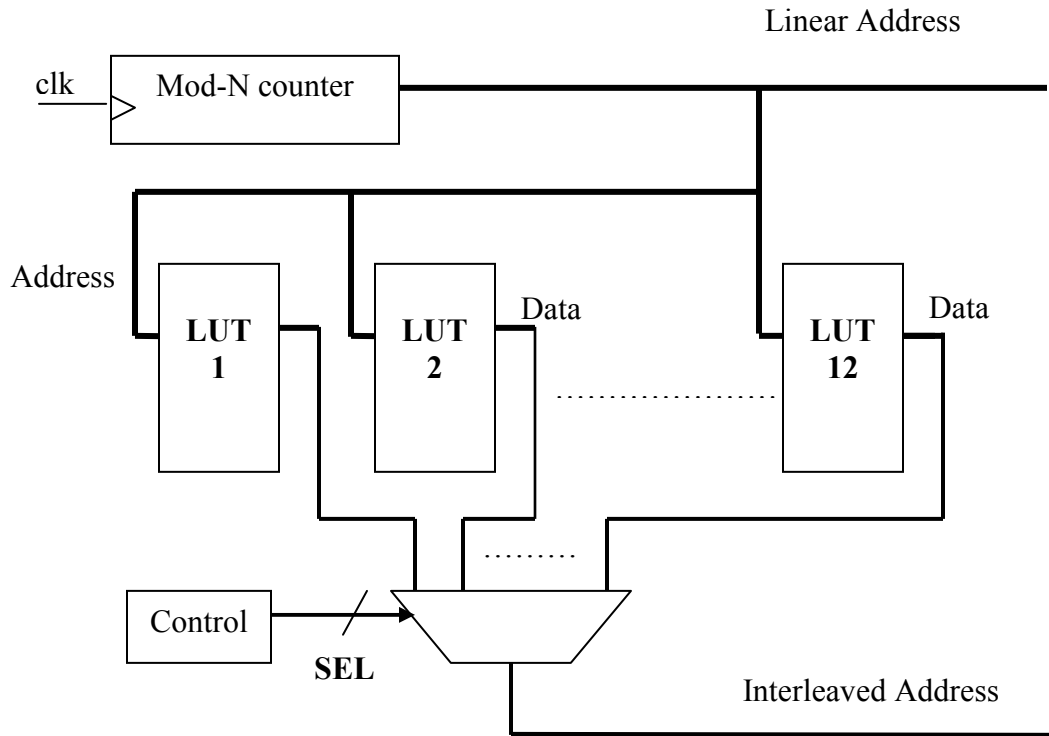 Linear Address
clk
Mod-N counter
Address
LUT
1
LUT
2
Data
LUT
12
Data
Control
SEL
Interleaved Address